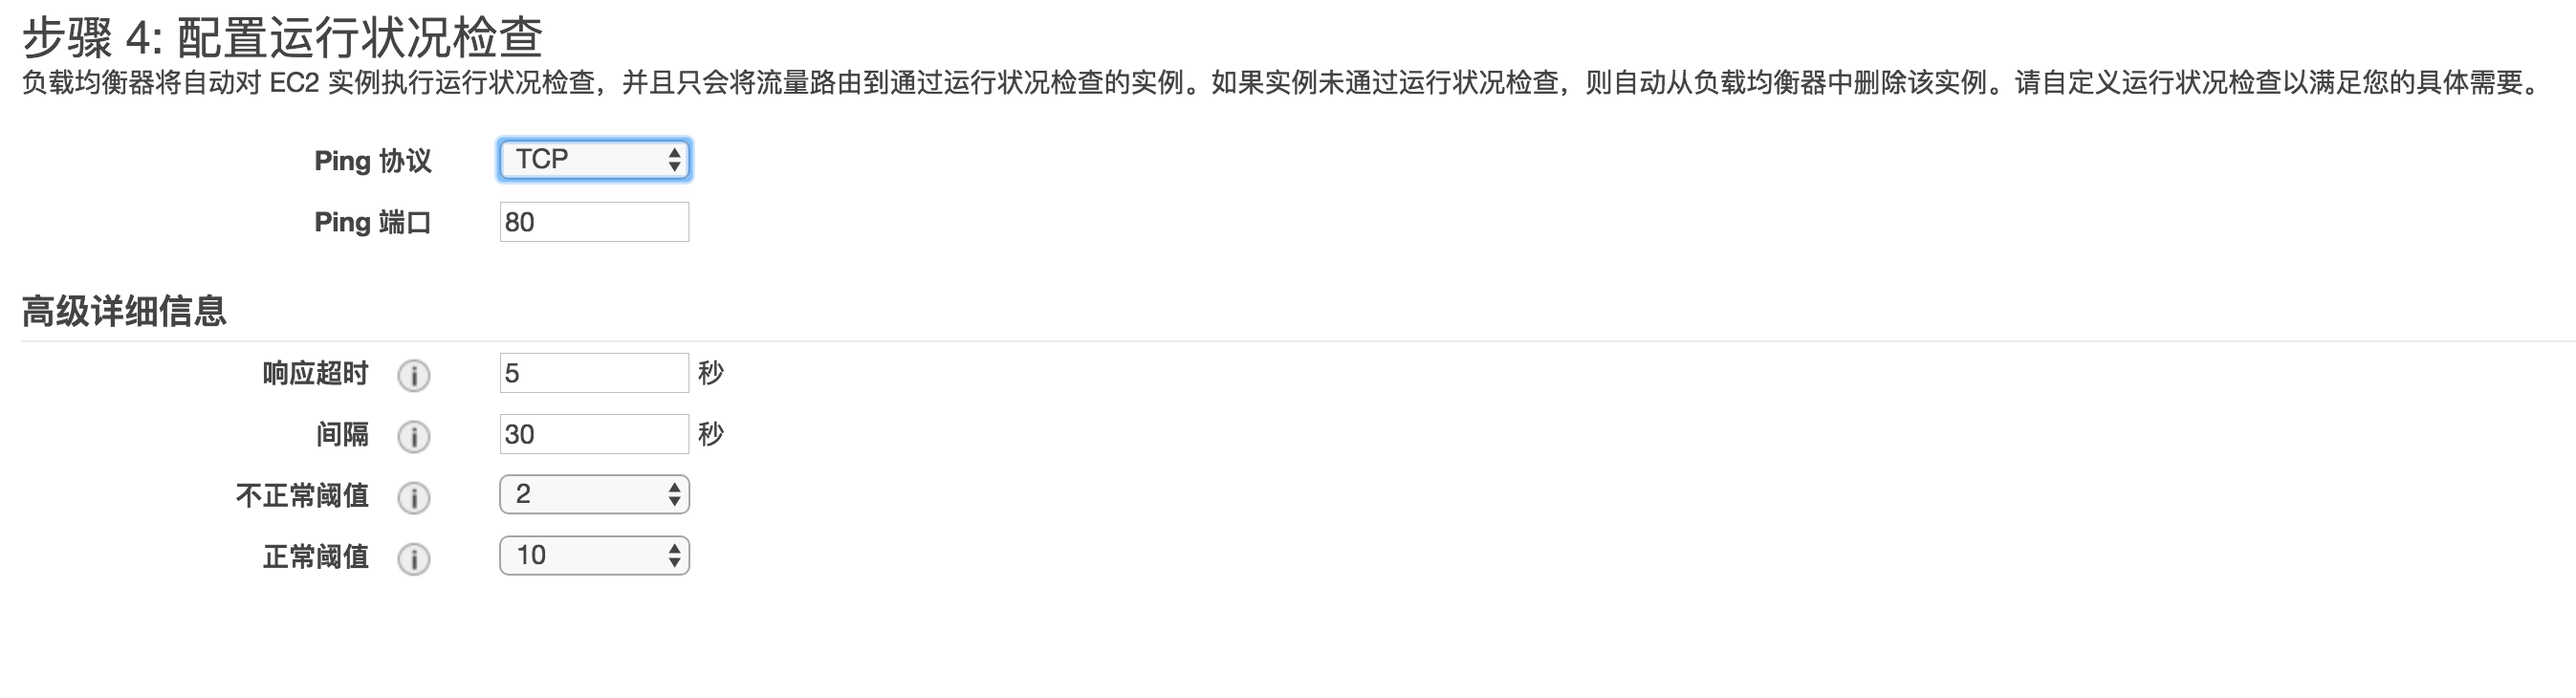 步骤 4: 配置运行状况检查
负载均衡器将自动对 EC2 实例执行运行状况检查，并且只会将流量路由到通过运行状况检查的实例。如果实例未通过运行状况检查，则自动从负载均衡器中删除该实例。请自定义运行状况检查以满足您的具体需要。
Ping 协议 TCP
Ping 端口 80
高级详细信息
响应超时 i 5 秒
间隔 i 30 秒
不正常阈值 i 2
正常阈值 i 10